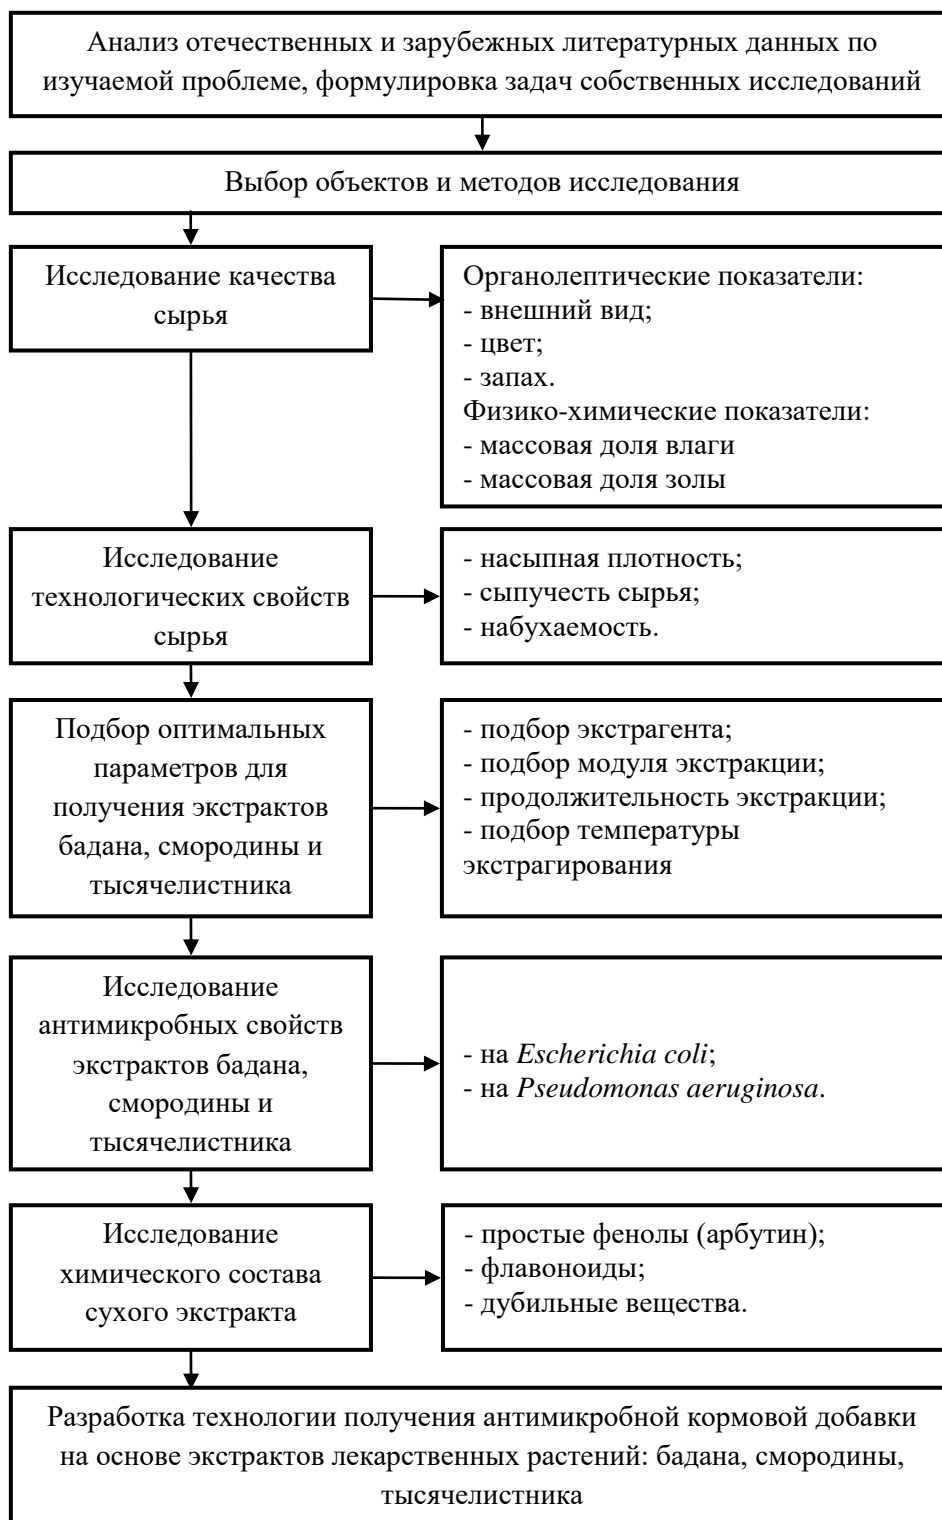 Анализ отечественных и зарубежных литературных данных по
изучаемой проблеме, формулировка задач собственных исследований
Выбор объектов и методов исследования
Исследование качества
сырья
Органолептические показатели:
- внешний вид;
- цвет;
- запах.
Физико-химические показатели:
- массовая доля влаги
- массовая доля золы
Исследование
технологических свойств
сырья
- насыпная плотность;
- сыпучесть сырья;
- набухаемость.
Подбор оптимальных
параметров для
получения экстрактов
бадана, смородины и
тысячелистника
- подбор экстрагента;
- подбор модуля экстракции;
- продолжительность экстракции;
- подбор температуры
экстрагирования
Исследование
антимикробных свойств
экстрактов бадана,
смородины и
тысячелистника
- на Escherichia coli;
- на Pseudomonas aeruginosa.
Исследование
химического состава
сухого экстракта
- простые фенолы (арбутин);
- флавоноиды;
- дубильные вещества.
Разработка технологии получения антимикробной кормовой добавки
на основе экстрактов лекарственных растений: бадана, смородины,
тысячелистника